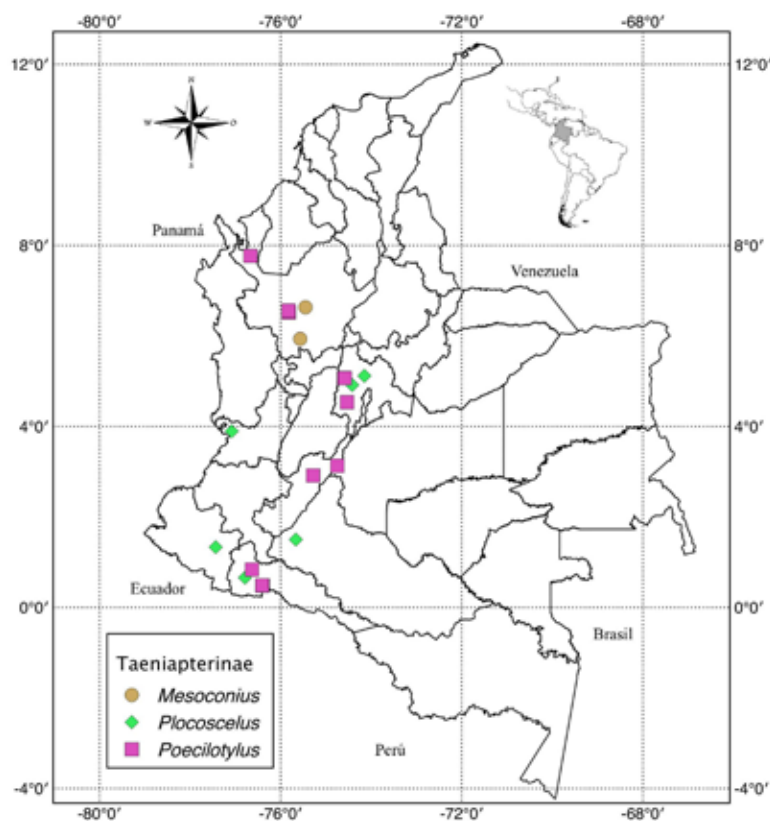 -80°0′ -76°0′ -72°0′ -68°0′
12°0′ 12°0′
N
W O
S
8°0′ 8°0′
Panamá
Venezuela
4°0′ 4°0′
Ecuador
0°0′ 0°0′
Brasil
Taeniapterinae
Mesoconius
Plocoscelus
Poecilotylus
Perú
-4°0′ -4°0′
-80°0′ -76°0′ -72°0′ -68°0′